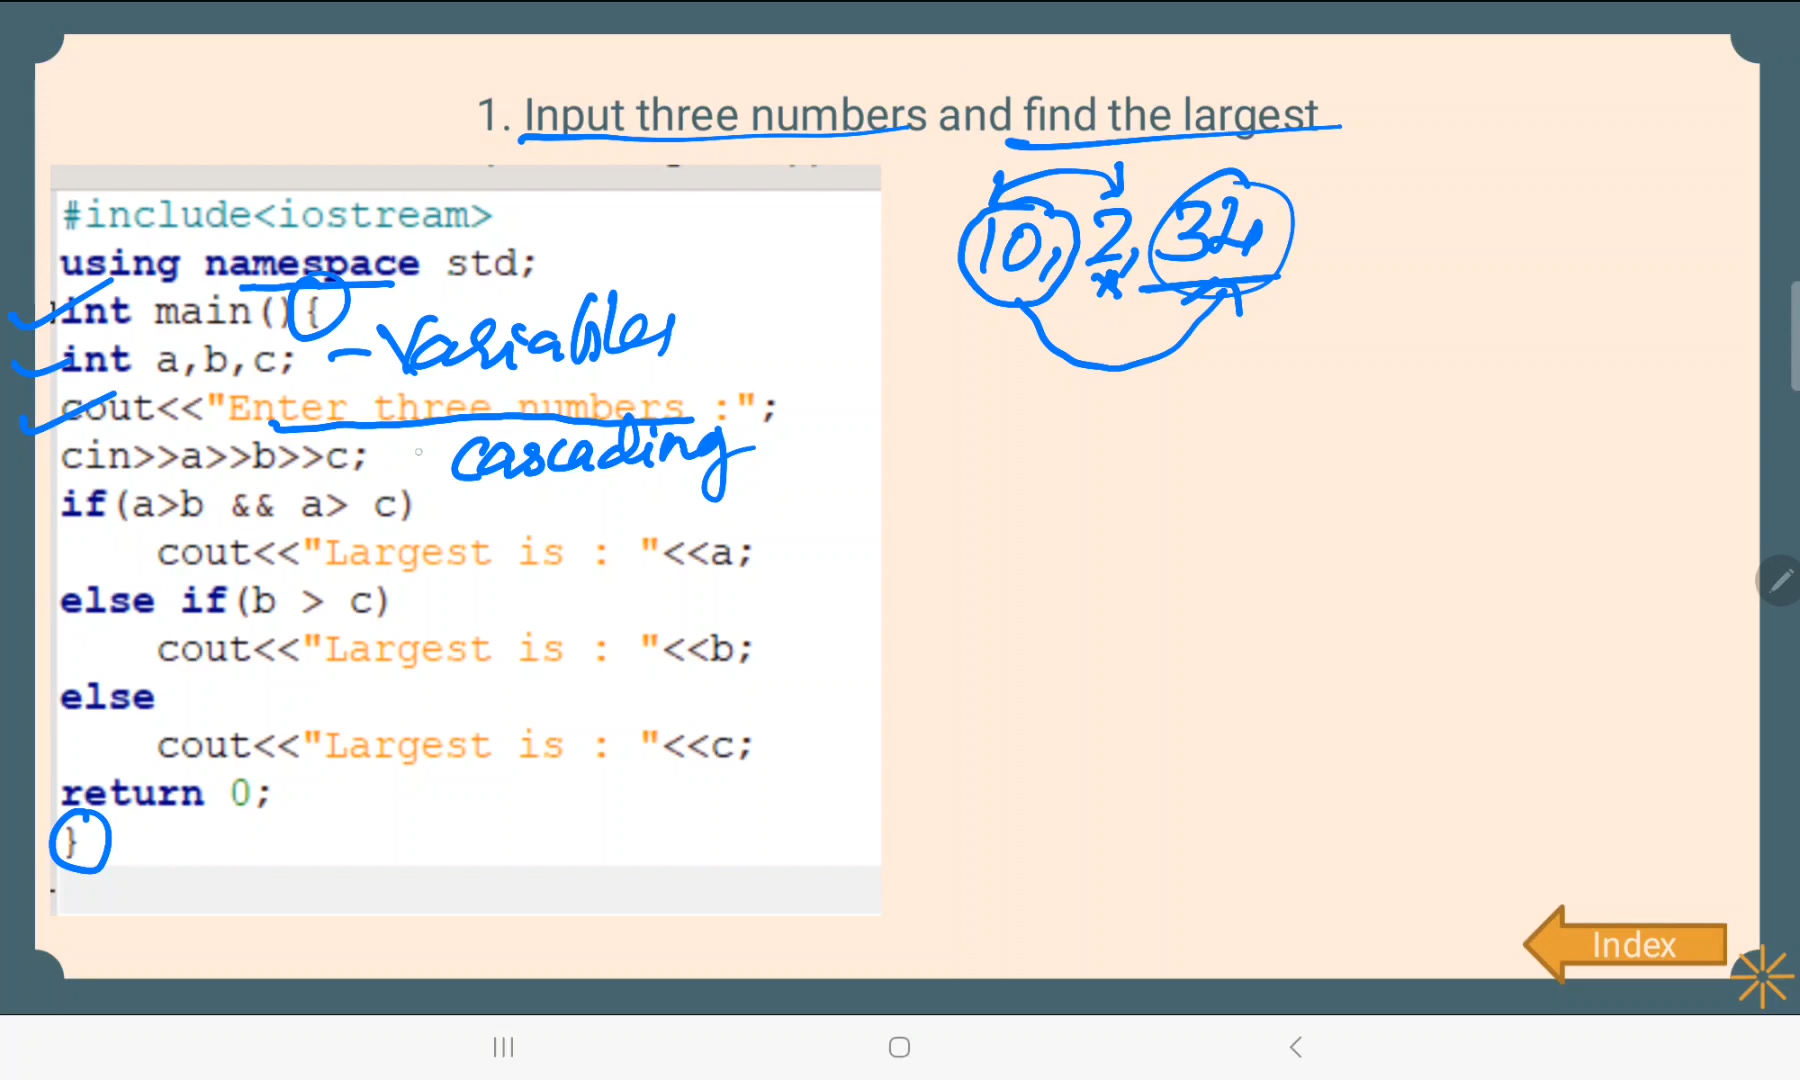 1. Input three numbers and find the largest
#include<iostream>
using namespace std;
int main(){
int a,b,c; - Variables
cout<<"Enter three numbers :";
cin>>a>>b>>c; cascading
if(a>b && a> c)
cout<<"Largest is : "<<a;
else if(b > c)
cout<<"Largest is : "<<b;
else
cout<<"Largest is : "<<c;
return 0;
}
10, 2, 34
Index